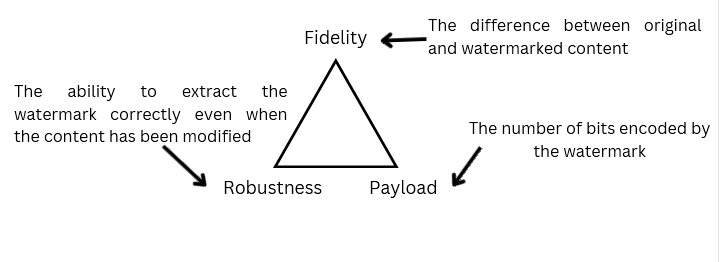 Fidelity
The difference between original
and watermarked content
The ability to extract the
watermark correctly even when
the content has been modified
The number of bits encoded by
the watermark
Robustness
Payload